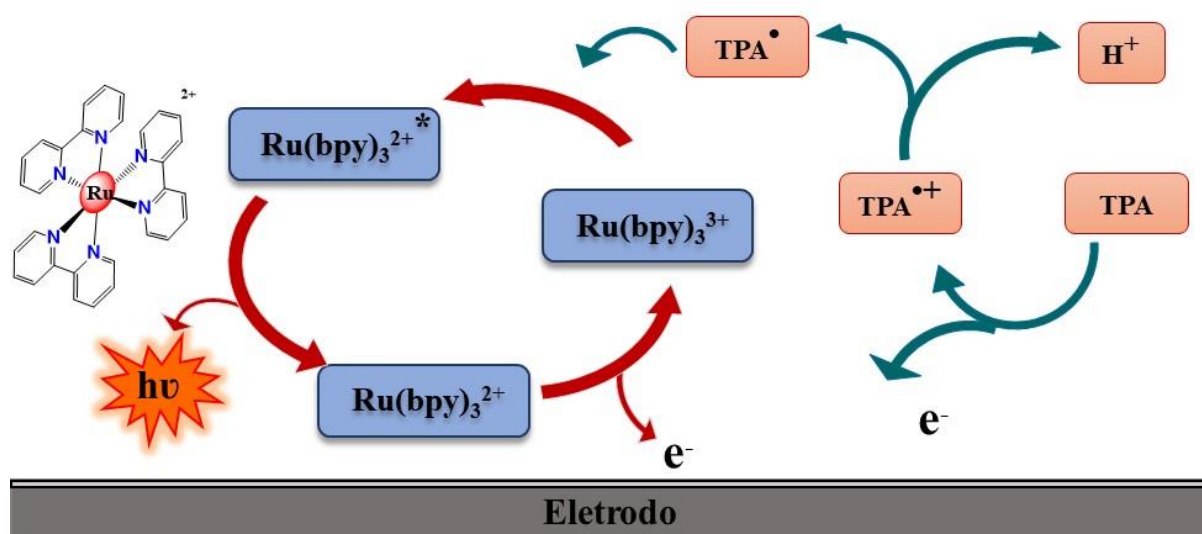 TPA•
H⁺
2+
N
N
N
N
Ru
N
N
Ru(bpy)₃²⁺*
Ru(bpy)₃³⁺
TPA•⁺
TPA
hυ
Ru(bpy)₃²⁺
e⁻
e⁻
Eletrodo